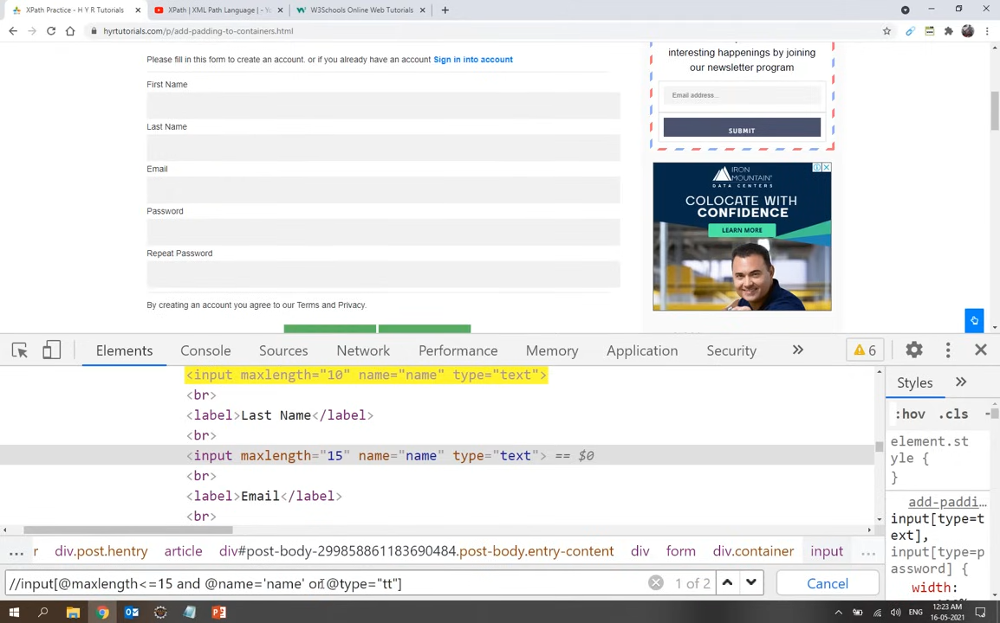 XPath Practice - H Y R Tutorials
XPath | XML Path Language | - Yo
W3Schools Online Web Tutorials
hyrtutorials.com/p/add-padding-to-containers.html
Please fill in this form to create an account. or if you already have an account Sign in into account
First Name
Last Name
Email
Password
Repeat Password
By creating an account you agree to our Terms and Privacy.
interesting happenings by joining
our newsletter program
Email address...
SUBMIT
IRON
MOUNTAIN®
DATA CENTERS
COLOCATE WITH
CONFIDENCE
LEARN MORE
Elements
Console
Sources
Network
Performance
Memory
Application
Security
»
6
<input maxlength="10" name="name" type="text">
<br>
<label>Last Name</label>
<br>
<input maxlength="15" name="name" type="text"> == $0
<br>
<label>Email</label>
<br>
Styles
»
:hov .cls
element.st
yle {
}
add-paddi…
input[type=t
ext],
input[type=p
assword] {
width:
... r div.post.hentry article div#post-body-299858861183690484.post-body.entry-content div form div.container input ...
//input[@maxlength<=15 and @name='name' or @type="tt"]
1 of 2
Cancel
ENG
12:23 AM
16-05-2021